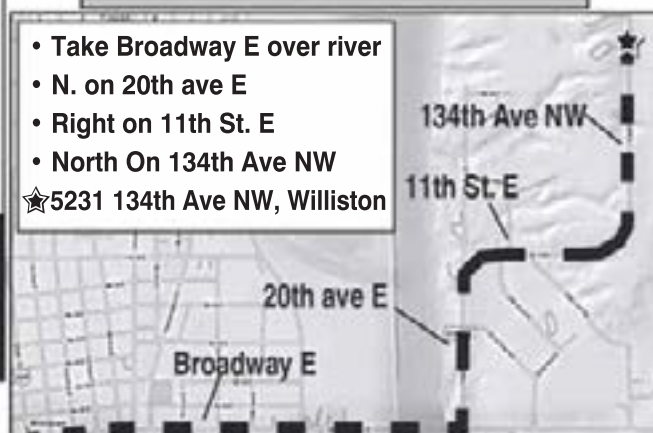 • Take Broadway E over river
• N. on 20th ave E
• Right on 11th St. E
• North On 134th Ave NW
☆5231 134th Ave NW, Williston
134th Ave NW
11th St. E
20th ave E
Broadway E